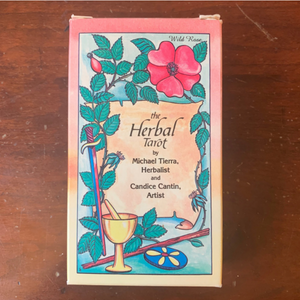 Wild Rose
the
Herbal
Tarot
by
Michael Tierra,
Herbalist
and
Candice Cantin,
Artist